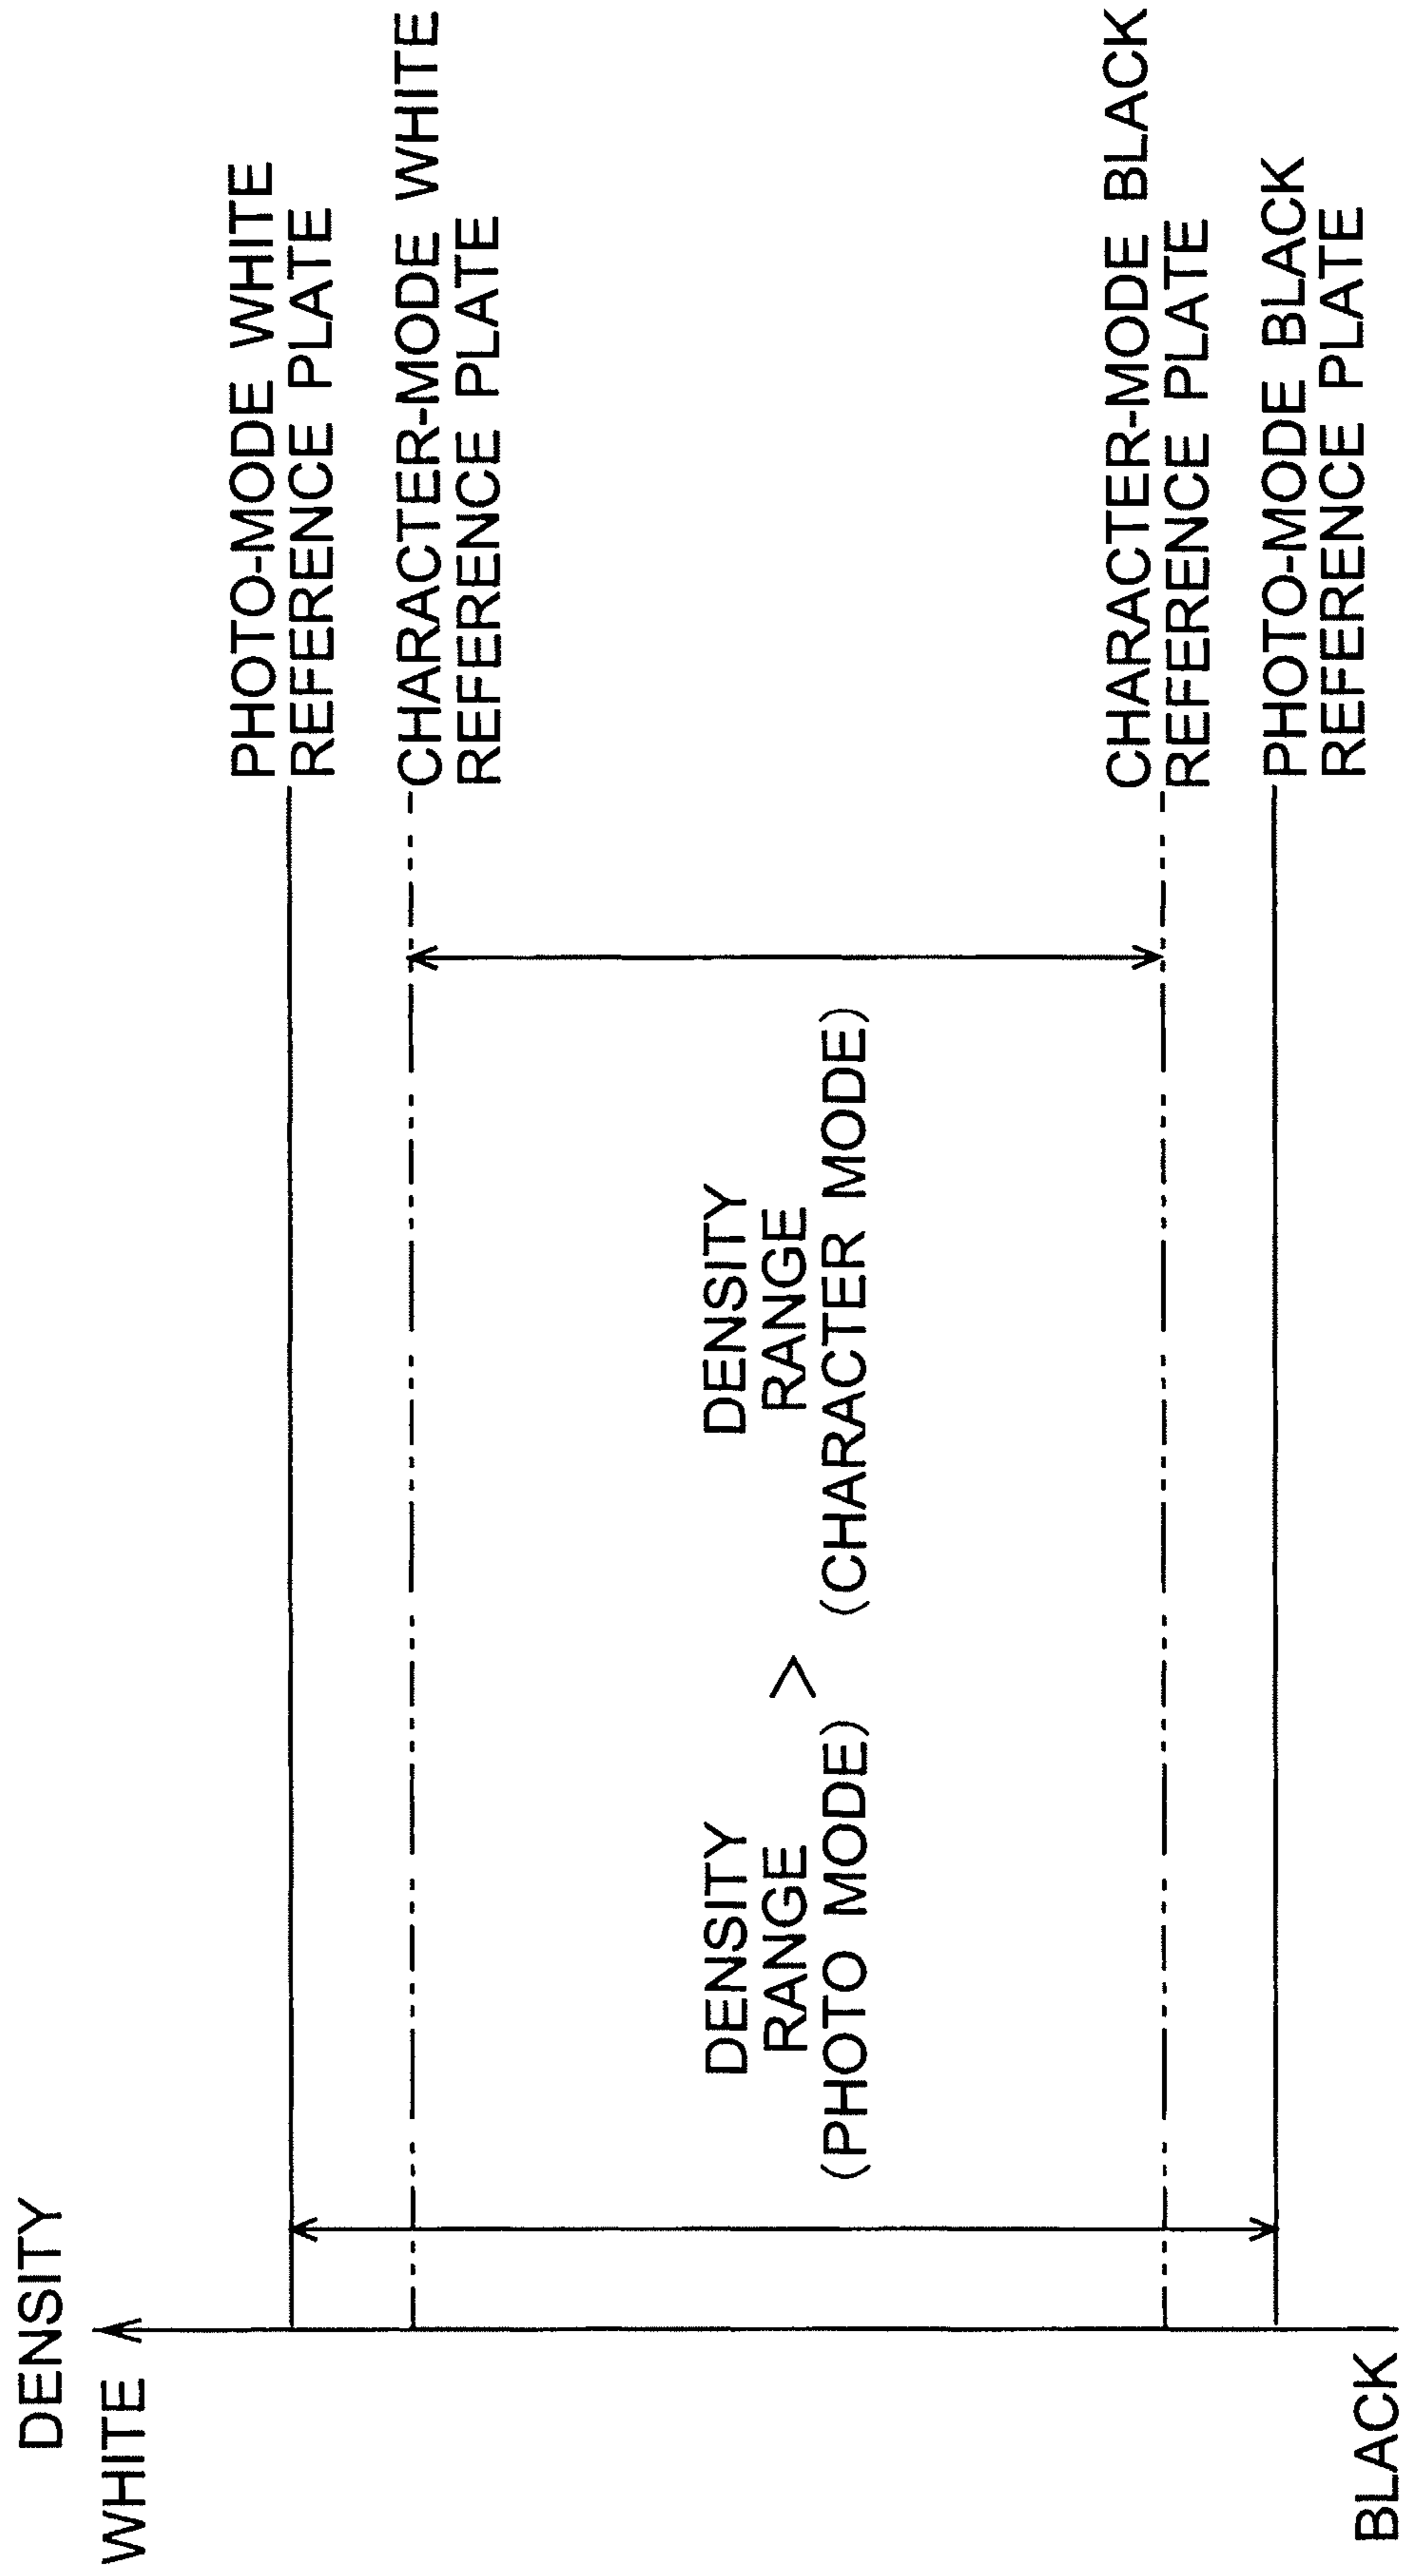 DENSITY
WHITE
PHOTO-MODE WHITE
REFERENCE PLATE
CHARACTER-MODE WHITE
REFERENCE PLATE
DENSITY
RANGE
(PHOTO MODE)
>
DENSITY
RANGE
(CHARACTER MODE)
CHARACTER-MODE BLACK
REFERENCE PLATE
PHOTO-MODE BLACK
REFERENCE PLATE
BLACK